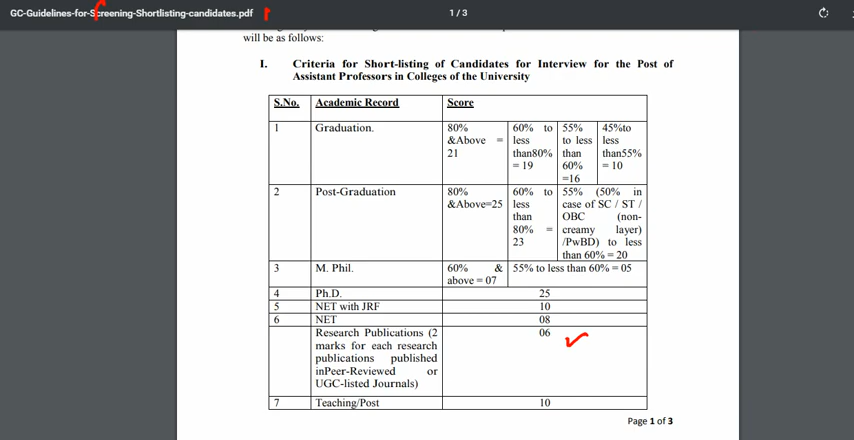 GC-Guidelines-for-Screening-Shortlisting-candidates.pdf
1 / 3
will be as follows:
I. Criteria for Short-listing of Candidates for Interview for the Post of
Assistant Professors in Colleges of the University
S.No. Academic Record Score
1 Graduation. 80% 60% to 55% 45%to
&Above = less to less less
21 than80% than than55%
= 19 60% = 10
=16
2 Post-Graduation 80% 60% to 55% (50% in
&Above=25 less case of SC / ST /
than OBC (non-
80% = creamy layer)
23 /PwBD) to less
than 60% = 20
3 M. Phil. 60% & 55% to less than 60% = 05
above = 07
4 Ph.D. 25
5 NET with JRF 10
6 NET 08
Research Publications (2 06
marks for each research
publications published
inPeer-Reviewed or
UGC-listed Journals)
7 Teaching/Post 10
Page 1 of 3